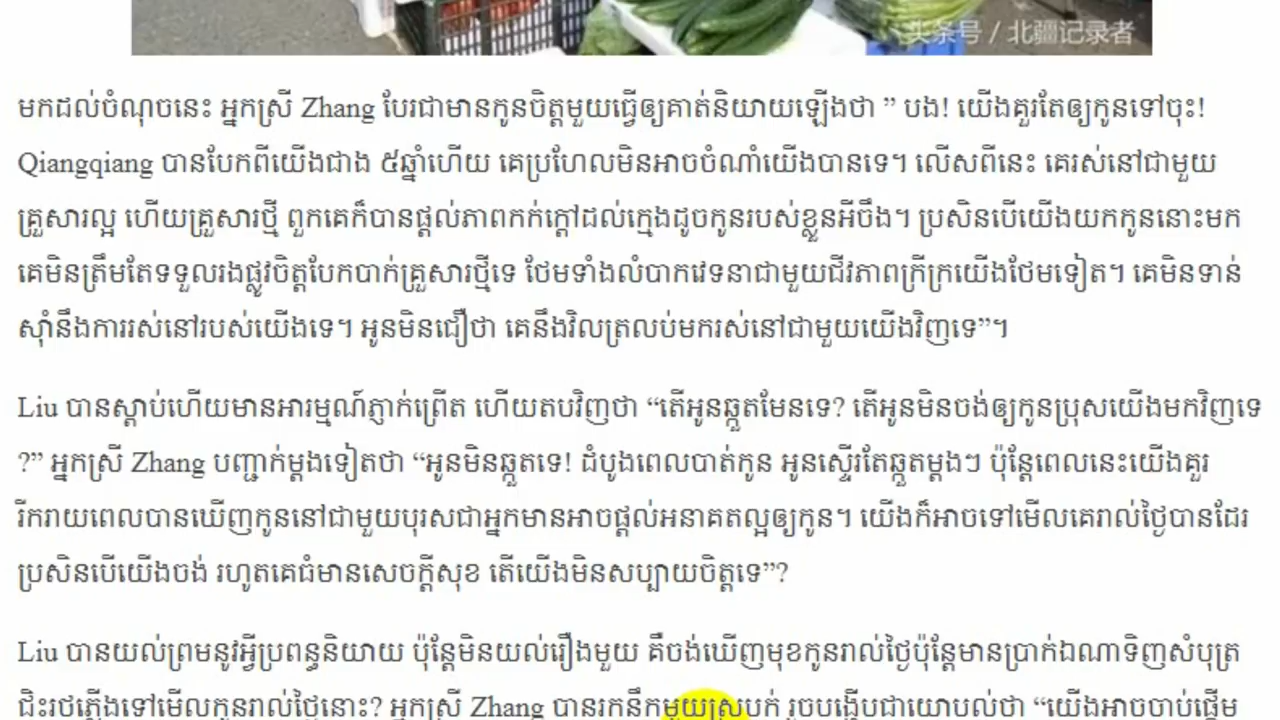 头条号 / 北疆记录者
មកដល់ចំណុចនេះ អ្នកស្រី Zhang បែរជាមានកូនចិត្តមួយធ្វើឲ្យគាត់និយាយឡើងថា ” បង! យើងគួរតែឲ្យកូនទៅចុះ!
Qiangqiang បានបែកពីយើងជាង ៥ឆ្នាំហើយ គេប្រហែលមិនអាចចំណាំយើងបានទេ។ លើសពីនេះ គេរស់នៅជាមួយ
គ្រួសារល្អ ហើយគ្រួសារថ្មី ពួកគេក៏បានផ្តល់ភាពកក់ក្តៅដល់ក្មេងដូចកូនរបស់ខ្លួនអីចឹង។ ប្រសិនបើយើងយកកូននោះមក
គេមិនត្រឹមតែទទួលរងផ្លូវចិត្តបែកបាក់គ្រួសារថ្មីទេ ថែមទាំងលំបាកវេទនាជាមួយជីវភាពក្រីក្រយើងថែមទៀត។ គេមិនទាន់
ស៊ាំនឹងការរស់នៅរបស់យើងទេ។ អូនមិនជឿថា គេនឹងវិលត្រលប់មករស់នៅជាមួយយើងវិញទេ”។
Liu បានស្តាប់ហើយមានអារម្មណ៍ភ្ញាក់ព្រើត ហើយតបវិញថា “តើអូនឆ្កួតមែនទេ? តើអូនមិនចង់ឲ្យកូនប្រុសយើងមកវិញទេ
?” អ្នកស្រី Zhang បញ្ជាក់ម្តងទៀតថា “អូនមិនឆ្កួតទេ! ដំបូងពេលបាត់កូន អូនស្ទើរតែឆ្កួតម្តងៗ ប៉ុន្តែពេលនេះយើងគួរ
រីករាយពេលបានឃើញកូននៅជាមួយបុរសជាអ្នកមានអាចផ្តល់អនាគតល្អឲ្យកូន។ យើងក៏អាចទៅមើលគេរាល់ថ្ងៃបានដែរ
ប្រសិនបើយើងចង់ រហូតគេធំមានសេចក្តីសុខ តើយើងមិនសប្បាយចិត្តទេ”?
Liu បានយល់ព្រមនូវអ្វីប្រពន្ធនិយាយ ប៉ុន្តែមិនយល់រឿងមួយ គឺចង់ឃើញមុខកូនរាល់ថ្ងៃប៉ុន្តែមានប្រាក់ឯណាទិញសំបុត្រ
ជិះរថភ្លើងទៅមើលកូនរាល់ថ្ងៃនោះ? អ្នកស្រី Zhang បានរកនឹកមួយស្របក់ រួចបង្ហើបជាយោបល់ថា “យើងអាចចាប់ផ្តើម